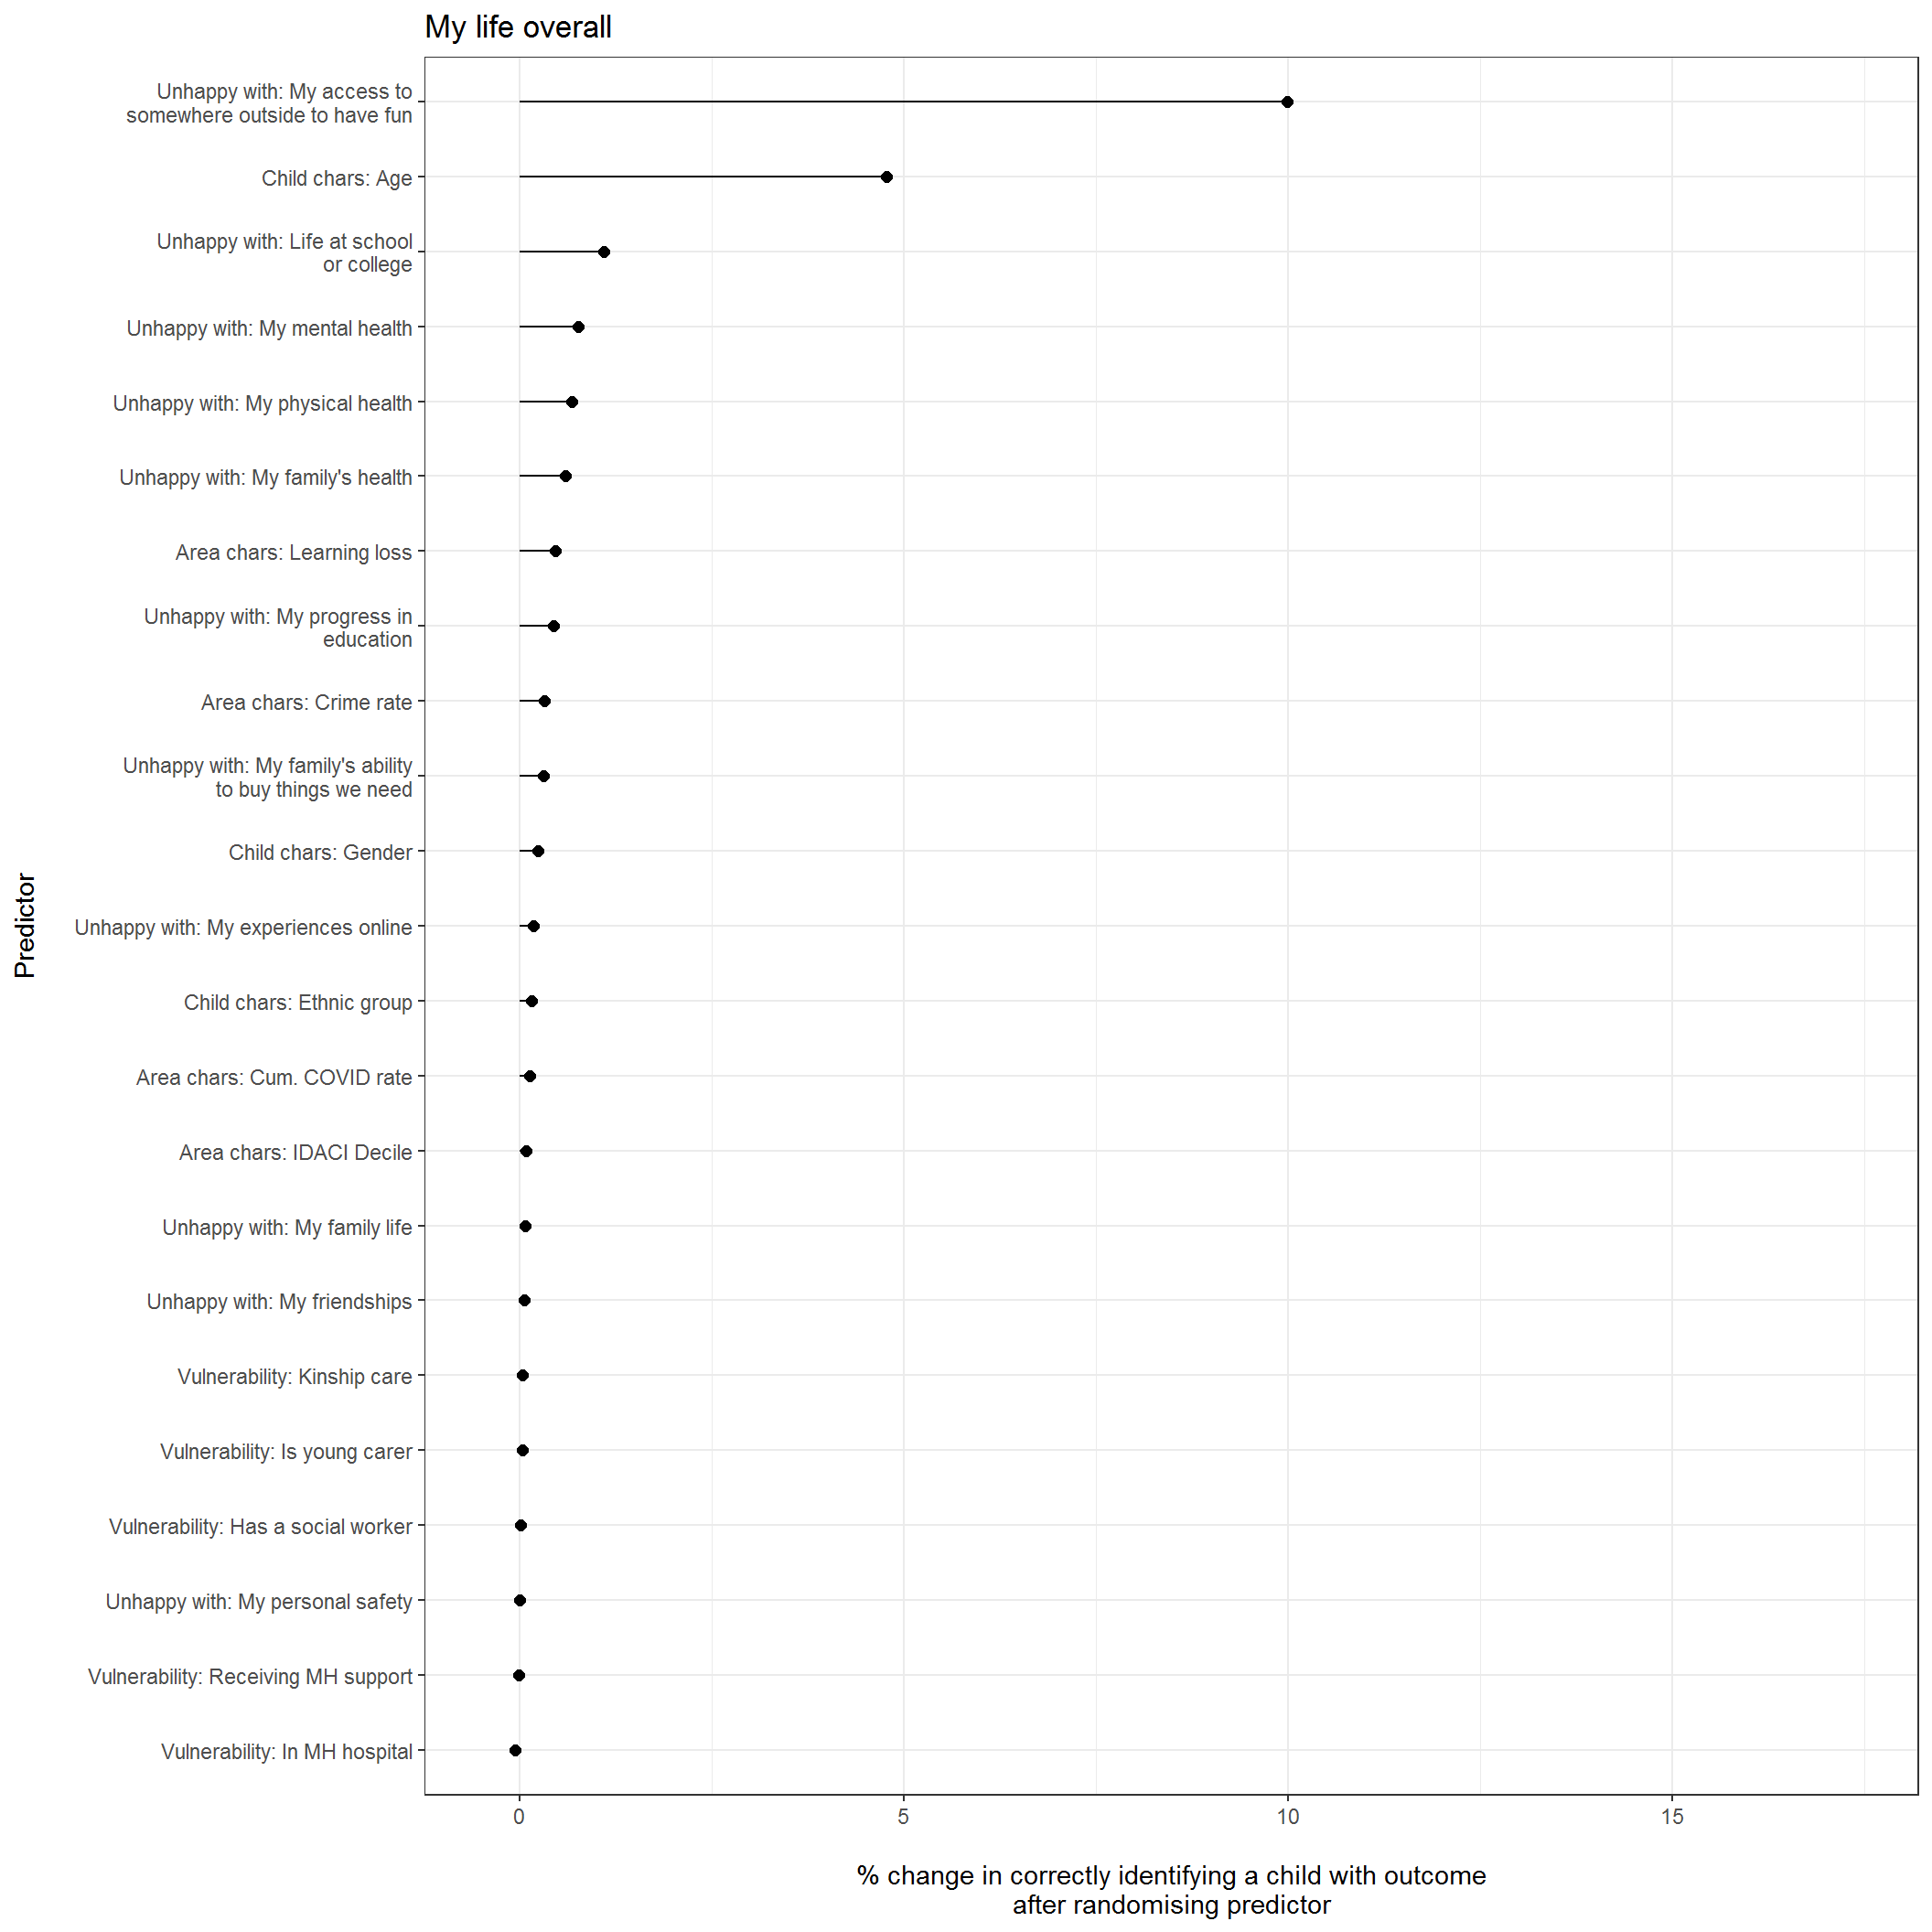 My life overall
Unhappy with: My access to
somewhere outside to have fun
Child chars: Age
Unhappy with: Life at school
or college
Unhappy with: My mental health
Unhappy with: My physical health
Unhappy with: My family's health
Area chars: Learning loss
Unhappy with: My progress in
education
Area chars: Crime rate
Unhappy with: My family's ability
to buy things we need
Child chars: Gender
Unhappy with: My experiences online
Child chars: Ethnic group
Area chars: Cum. COVID rate
Area chars: IDACI Decile
Unhappy with: My family life
Unhappy with: My friendships
Vulnerability: Kinship care
Vulnerability: Is young carer
Vulnerability: Has a social worker
Unhappy with: My personal safety
Vulnerability: Receiving MH support
Vulnerability: In MH hospital
Predictor
0 5 10 15
% change in correctly identifying a child with outcome
after randomising predictor